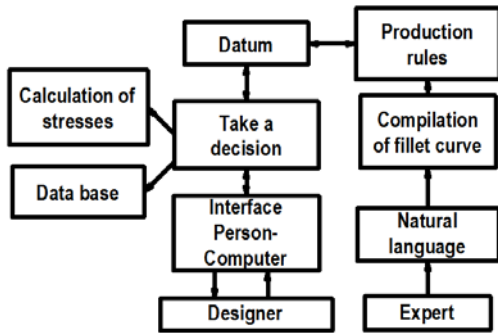 Datum
Production
rules
Calculation of
stresses
Take a
decision
Compilation
of fillet curve
Data base
Interface
Person-
Computer
Natural
language
Designer
Expert